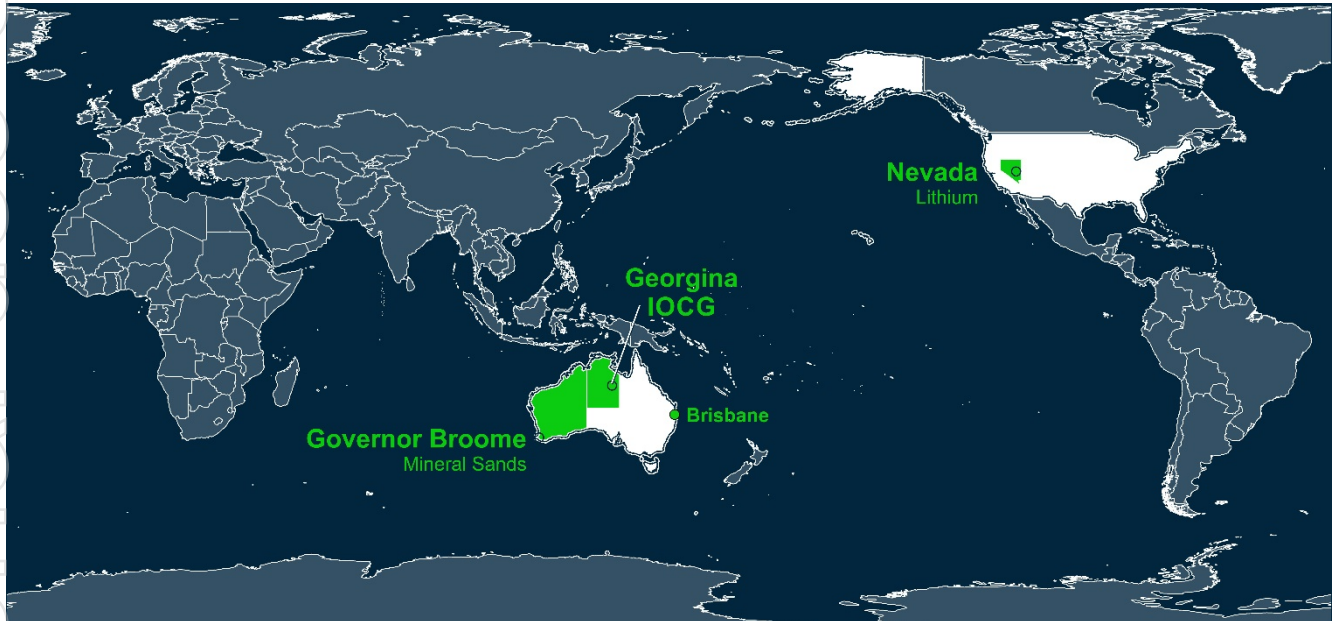 Nevada
Lithium
Georgina
IOCG
Brisbane
Governor Broome
Mineral Sands